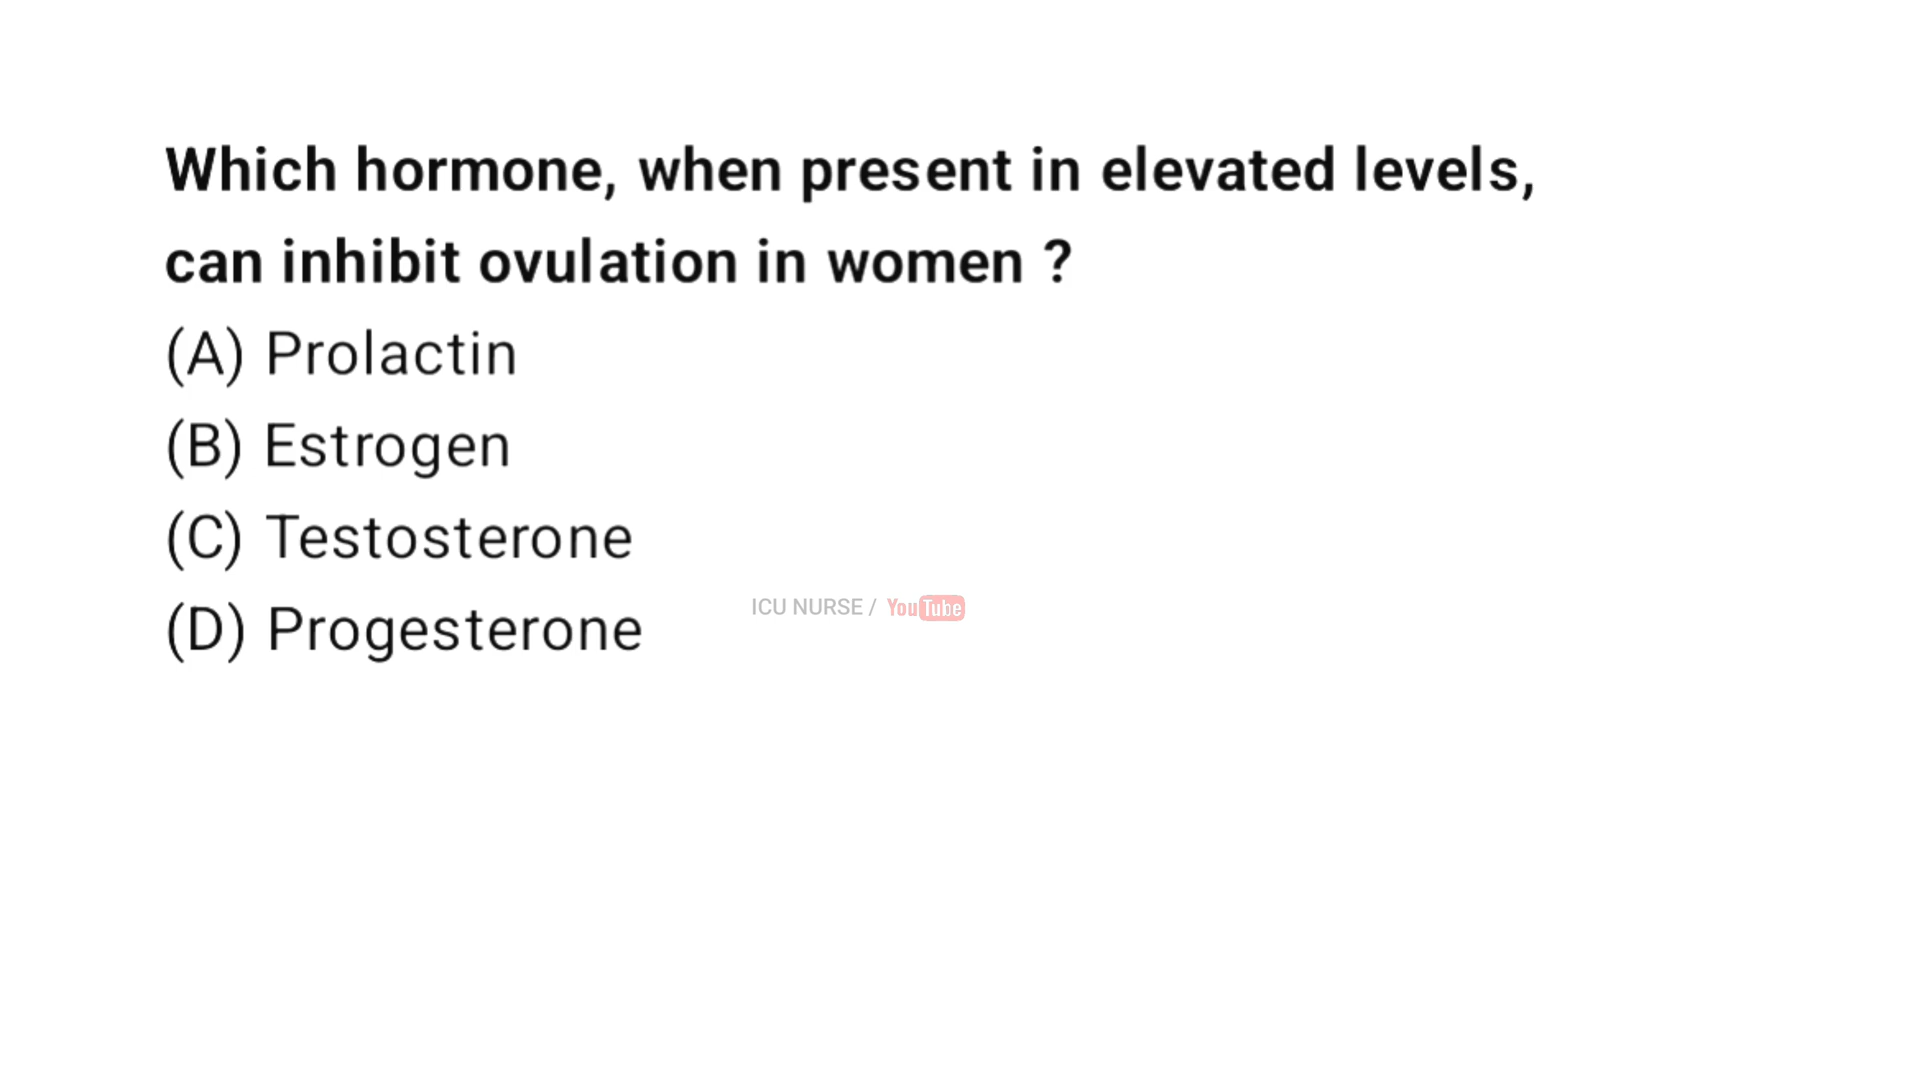 Which hormone, when present in elevated levels,
can inhibit ovulation in women ?
(A) Prolactin
(B) Estrogen
(C) Testosterone
(D) Progesterone
ICU NURSE / YouTube